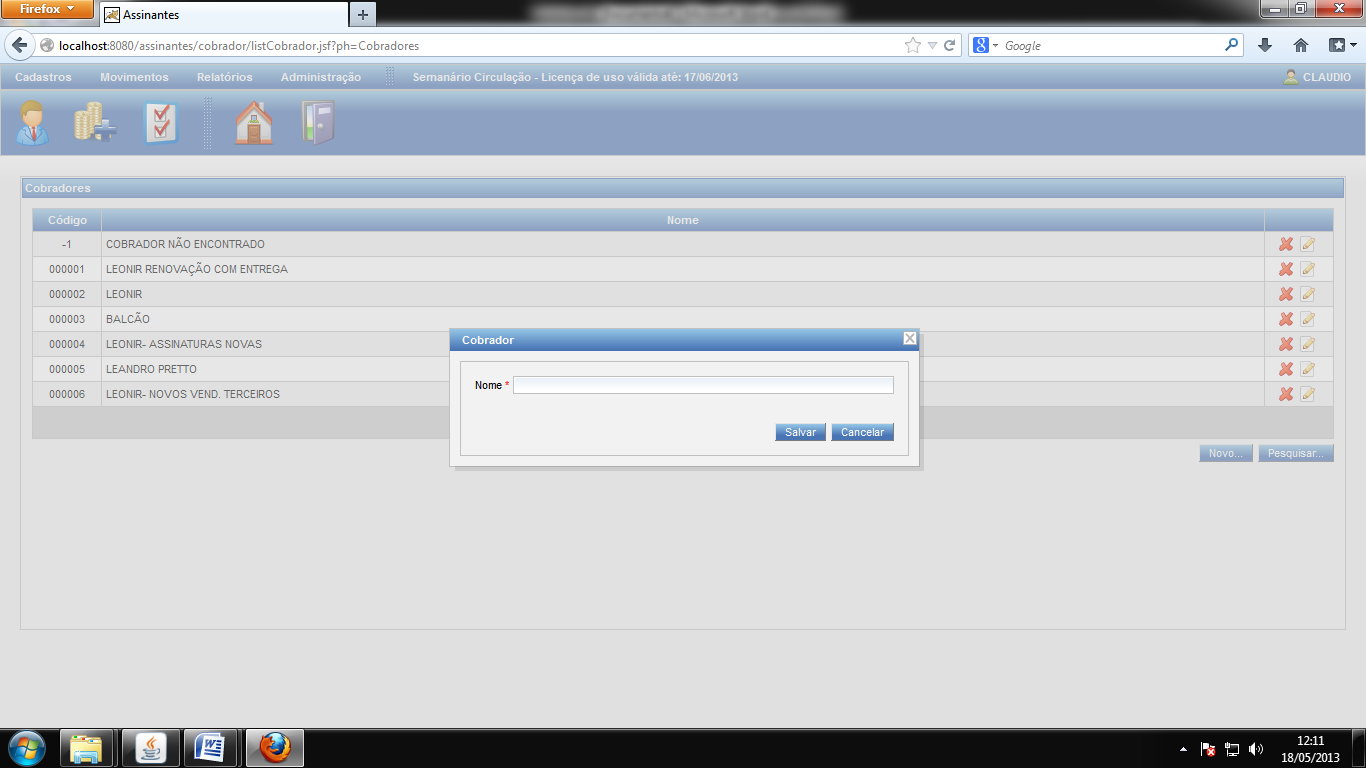 Firefox
Assinantes
localhost:8080/assinantes/cobrador/listCobrador.jsf?ph=Cobradores
Google
Cadastros Movimentos Relatórios Administração Semanário Circulação - Licença de uso válida até: 17/06/2013 CLAUDIO
Cobradores
Código Nome
-1 COBRADOR NÃO ENCONTRADO
000001 LEONIR RENOVAÇÃO COM ENTREGA
000002 LEONIR
000003 BALCÃO
000004 LEONIR- ASSINATURAS NOVAS
000005 LEANDRO PRETTO
000006 LEONIR- NOVOS VEND. TERCEIROS
Cobrador
Nome *
Salvar Cancelar
Novo... Pesquisar...
12:11
18/05/2013